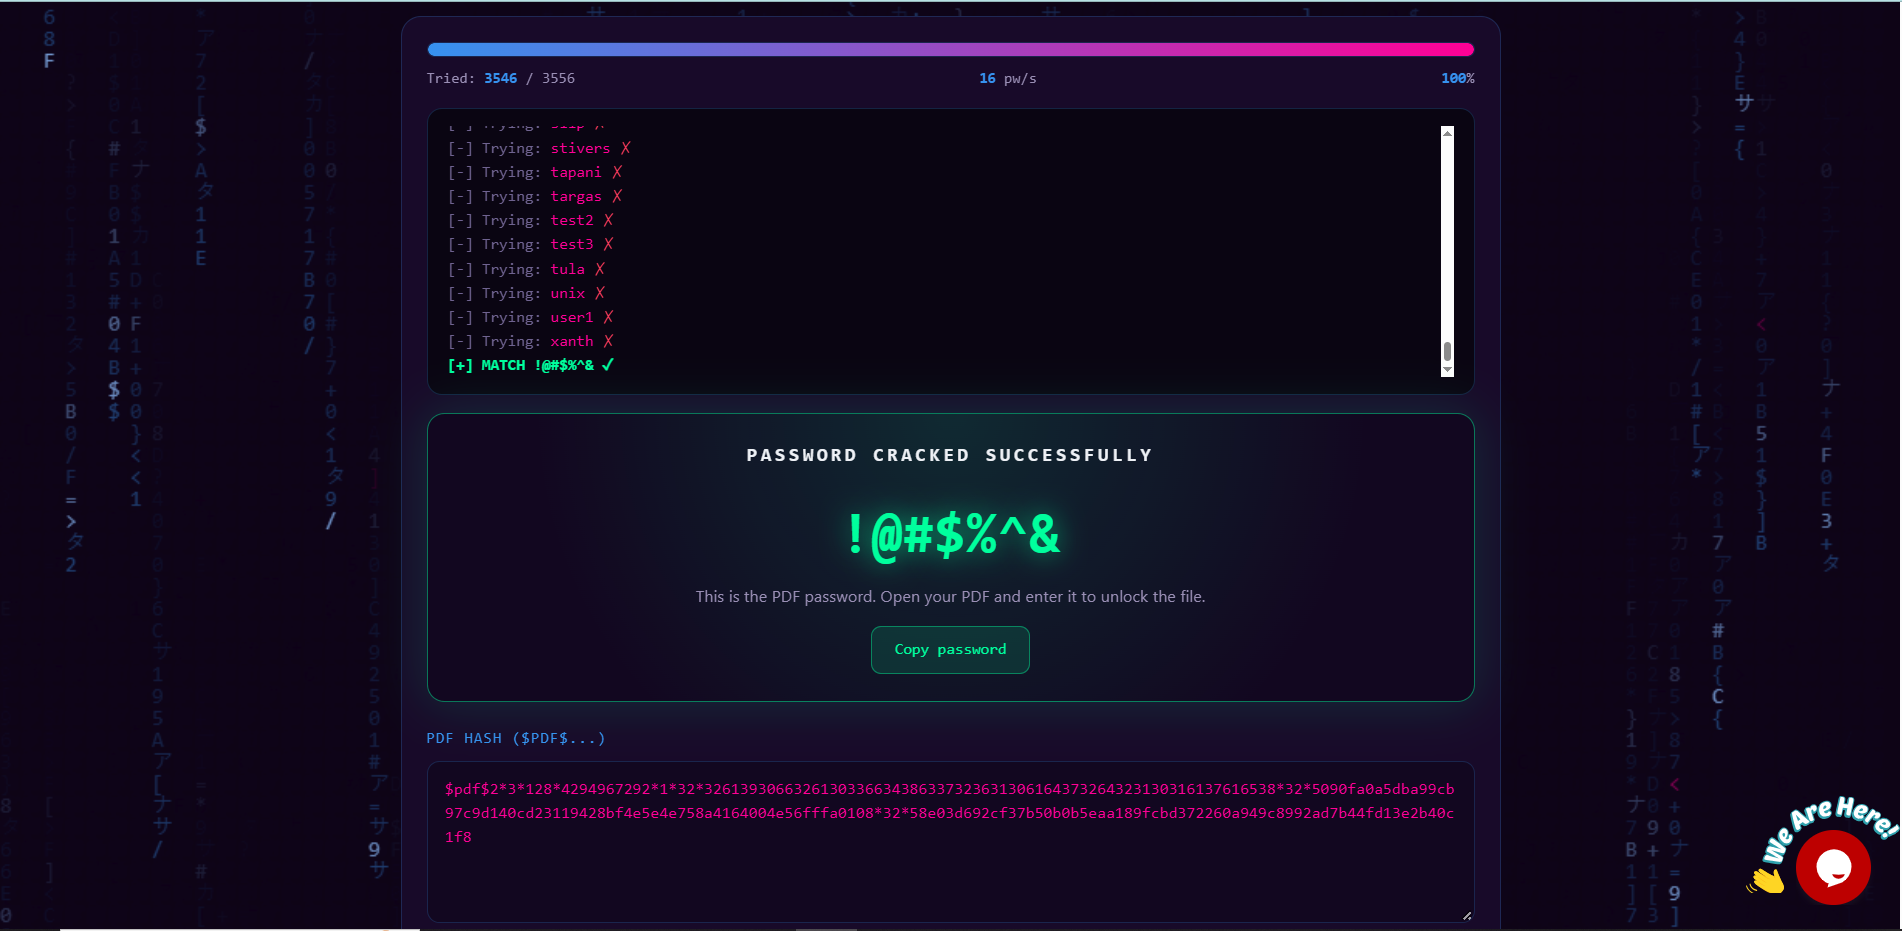 Tried: 3546 / 3556
16 pw/s
100%
[-] Trying: slip ✗
[-] Trying: stivers ✗
[-] Trying: tapani ✗
[-] Trying: targas ✗
[-] Trying: test2 ✗
[-] Trying: test3 ✗
[-] Trying: tula ✗
[-] Trying: unix ✗
[-] Trying: user1 ✗
[-] Trying: xanth ✗
[+] MATCH !@#$%^& ✓
PASSWORD CRACKED SUCCESSFULLY
!@#$%^&
This is the PDF password. Open your PDF and enter it to unlock the file.
Copy password
PDF HASH ($PDF$...)
$pdf$2*3*128*4294967292*1*32*3261393066326130336634386337323631306164373264323130316137616538*32*5090fa0a5dba99cb
97c9d140cd23119428bf4e5e4e758a4164004e56fffa0108*32*58e03d692cf37b50b0b5eaa189fcbd372260a949c8992ad7b44fd13e2b40c
1f8
We Are Here!